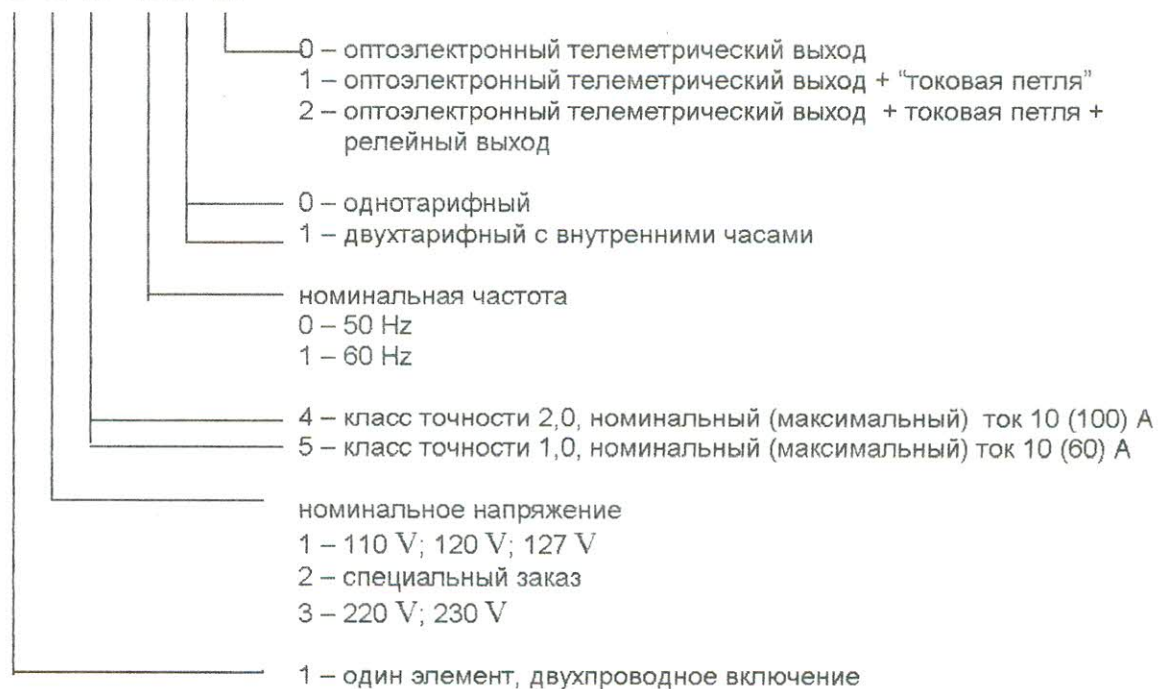 0 – оптоэлектронный телеметрический выход
1 – оптоэлектронный телеметрический выход + “токовая петля”
2 – оптоэлектронный телеметрический выход + токовая петля +
релейный выход
0 – однотарифный
1 – двухтарифный с внутренними часами
номинальная частота
0 – 50 Hz
1 – 60 Hz
4 – класс точности 2,0, номинальный (максимальный) ток 10 (100) А
5 – класс точности 1,0, номинальный (максимальный) ток 10 (60) А
номинальное напряжение
1 – 110 V; 120 V; 127 V
2 – специальный заказ
3 – 220 V; 230 V
1 – один элемент, двухпроводное включение